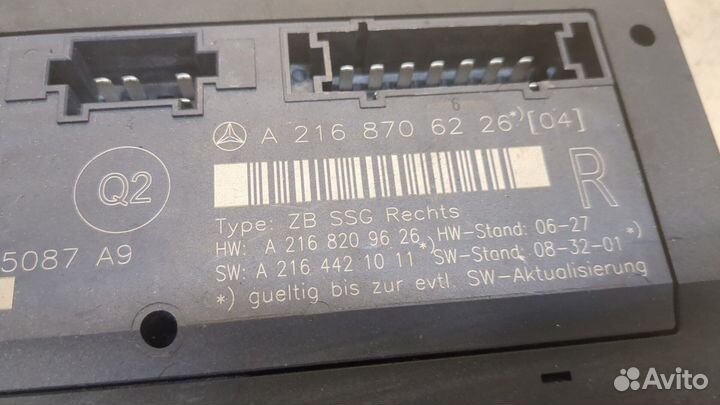 6
A 216 870 62 26*) [04]
Q2
R
Type: ZB SSG Rechts
HW: A 216 820 96 26*) HW-Stand: 06-27
5087 A9
SW: A 216 442 10 11*) SW-Stand: 08-32-01*)
*) gueltig bis zur evtl. SW-Aktualisierung
Avito